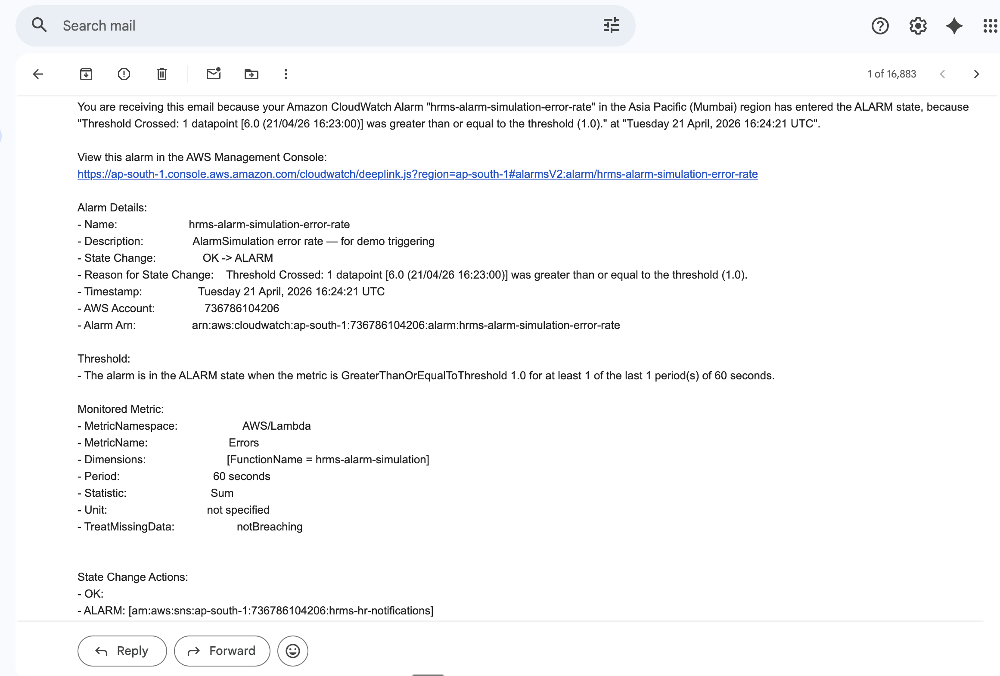 Search mail
1 of 16,883
You are receiving this email because your Amazon CloudWatch Alarm "hrms-alarm-simulation-error-rate" in the Asia Pacific (Mumbai) region has entered the ALARM state, because
"Threshold Crossed: 1 datapoint [6.0 (21/04/26 16:23:00)] was greater than or equal to the threshold (1.0)." at "Tuesday 21 April, 2026 16:24:21 UTC".
View this alarm in the AWS Management Console:
https://ap-south-1.console.aws.amazon.com/cloudwatch/deeplink.js?region=ap-south-1#alarmsV2:alarm/hrms-alarm-simulation-error-rate
Alarm Details:
- Name: hrms-alarm-simulation-error-rate
- Description: AlarmSimulation error rate — for demo triggering
- State Change: OK -> ALARM
- Reason for State Change: Threshold Crossed: 1 datapoint [6.0 (21/04/26 16:23:00)] was greater than or equal to the threshold (1.0).
- Timestamp: Tuesday 21 April, 2026 16:24:21 UTC
- AWS Account: 736786104206
- Alarm Arn: arn:aws:cloudwatch:ap-south-1:736786104206:alarm:hrms-alarm-simulation-error-rate
Threshold:
- The alarm is in the ALARM state when the metric is GreaterThanOrEqualToThreshold 1.0 for at least 1 of the last 1 period(s) of 60 seconds.
Monitored Metric:
- MetricNamespace: AWS/Lambda
- MetricName: Errors
- Dimensions: [FunctionName = hrms-alarm-simulation]
- Period: 60 seconds
- Statistic: Sum
- Unit: not specified
- TreatMissingData: notBreaching
State Change Actions:
- OK:
- ALARM: [arn:aws:sns:ap-south-1:736786104206:hrms-hr-notifications]
Reply
Forward